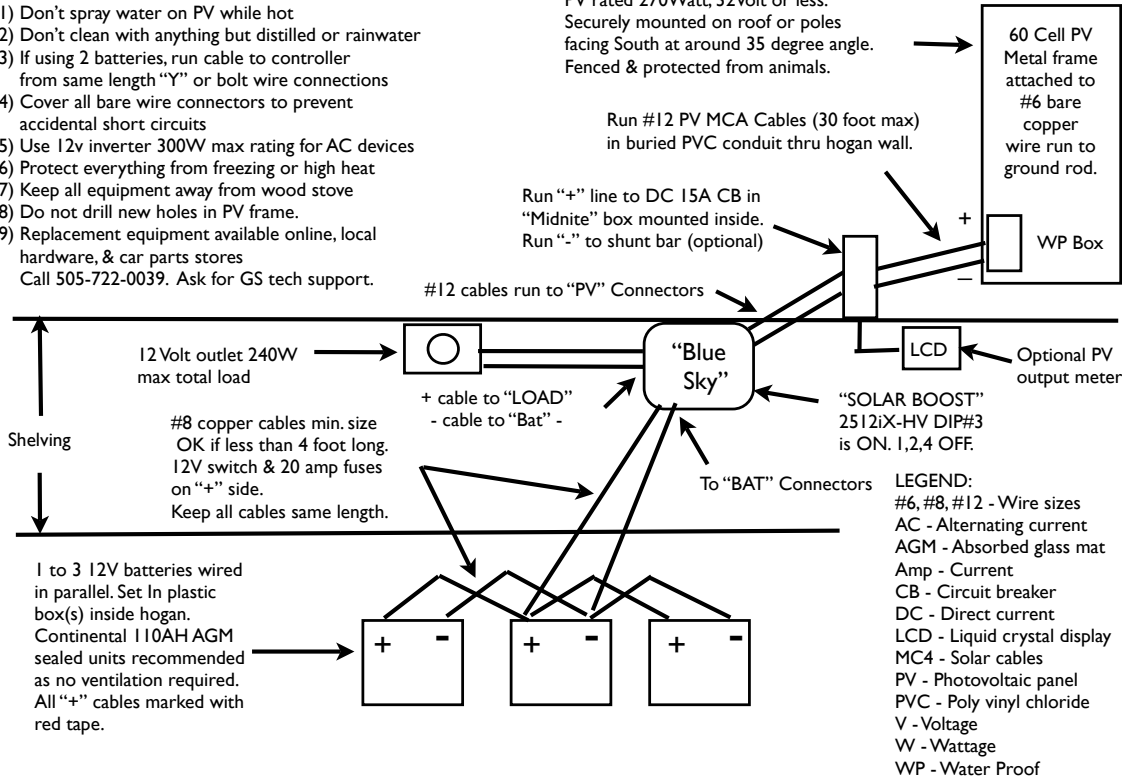 1) Don't spray water on PV while hot
2) Don't clean with anything but distilled or rainwater
3) If using 2 batteries, run cable to controller
from same length "Y" or bolt wire connections
4) Cover all bare wire connectors to prevent
accidental short circuits
5) Use 12v inverter 300W max rating for AC devices
6) Protect everything from freezing or high heat
7) Keep all equipment away from wood stove
8) Do not drill new holes in PV frame.
9) Replacement equipment available online, local
hardware, & car parts stores
Call 505-722-0039. Ask for GS tech support.
PV rated 270Watt, 32volt or less.
Securely mounted on roof or poles
facing South at around 35 degree angle.
Fenced & protected from animals.
60 Cell PV
Metal frame
attached to
#6 bare
copper
wire run to
ground rod.
Run #12 PV MCA Cables (30 foot max)
in buried PVC conduit thru hogan wall.
Run "+" line to DC 15A CB in
"Midnite" box mounted inside.
Run "-" to shunt bar (optional)
+
–
WP Box
#12 cables run to "PV" Connectors
12 Volt outlet 240W
max total load
"Blue
Sky"
LCD
Optional PV
output meter
+ cable to "LOAD"
- cable to "Bat" -
"SOLAR BOOST"
2512iX-HV DIP#3
is ON. 1,2,4 OFF.
Shelving
#8 copper cables min. size
OK if less than 4 foot long.
12V switch & 20 amp fuses
on "+" side.
Keep all cables same length.
To "BAT" Connectors
1 to 3 12V batteries wired
in parallel. Set In plastic
box(s) inside hogan.
Continental 110AH AGM
sealed units recommended
as no ventilation required.
All "+" cables marked with
red tape.
+ -
+ -
+ -
LEGEND:
#6, #8, #12 - Wire sizes
AC - Alternating current
AGM - Absorbed glass mat
Amp - Current
CB - Circuit breaker
DC - Direct current
LCD - Liquid crystal display
MC4 - Solar cables
PV - Photovoltaic panel
PVC - Poly vinyl chloride
V - Voltage
W - Wattage
WP - Water Proof